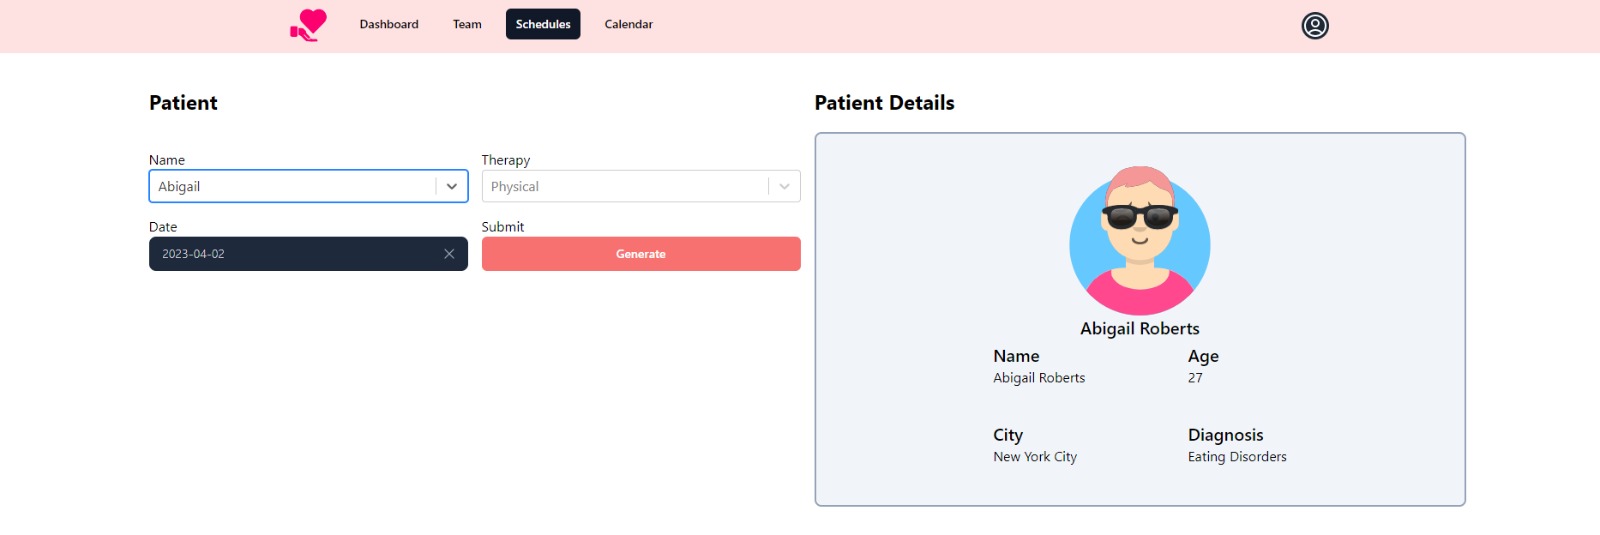 Dashboard Team Schedules Calendar
Patient
Name Therapy
Abigail Physical
Date Submit
2023-04-02 Generate
Patient Details
Abigail Roberts
Name Age
Abigail Roberts 27
City Diagnosis
New York City Eating Disorders